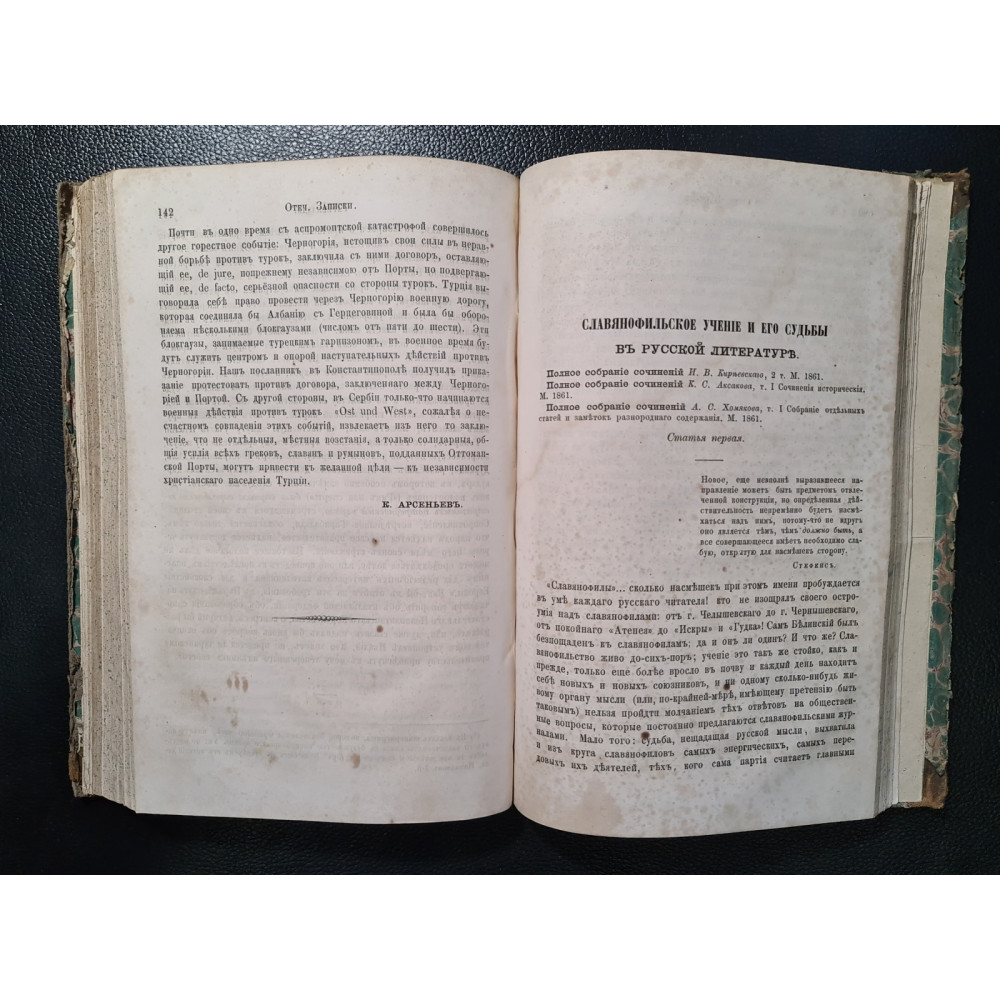 142
Отеч. Записки.
Почти въ одно время съ аспромонтской катастрофой совершилось
другое горестное событіе: Черногорія, истощивъ свои силы въ нерав-
ной борьбѣ противъ турокъ, заключила съ ними договоръ, оставляю-
щій ее, de jure, попрежнему независимою отъ Порты, но подвергаю-
щій ее, de facto, серьёзной опасности со стороны турокъ. Турція вы-
говорила себѣ право провести черезъ Черногорію военную дорогу,
которая соединяла бы Албанію съ Герцеговиной и была бы оборо-
няема нѣсколькими блокгаузами (числомъ отъ пяти до шести). Эти
блокгаузы, занимаемые турецкимъ гарнизономъ, въ военное время бу-
дутъ служить центромъ и опорой наступательныхъ дѣйствій противъ
Черногоріи. Нашъ посланникъ въ Константинополѣ получилъ приказа-
ніе протестовать противъ договора, заключеннаго между Черного-
ріей и Портой. Съ другой стороны, въ Сербіи только-что начинаются
военныя дѣйствія противъ турокъ. «Ost und West», сожалѣя о не-
счастномъ совпаденіи этихъ событій, извлекаетъ изъ него то заклю-
ченіе, что не отдѣльныя, мѣстныя возстанія, а только солидарныя, об-
щія усилія всѣхъ грековъ, славянъ и румыновъ, подданныхъ Оттоман-
ской Порты, могутъ привести къ желанной цѣли — къ независимости
христіанскаго населенія Турціи.
К. Арсеньевъ.
СЛАВЯНОФИЛЬСКОЕ УЧЕНІЕ И ЕГО СУДЬБЫ
ВЪ РУССКОЙ ЛИТЕРАТУРѢ.
Полное собраніе сочиненій И. В. Кирѣевскаго, 2 т. М. 1861.
Полное собраніе сочиненій К. С. Аксакова, т. I Сочиненія историческія.
М. 1861.
Полное собраніе сочиненій А. С. Хомякова, т. I Собраніе отдѣльныхъ
статей и замѣтокъ разнороднаго содержанія. М. 1861.
Статья первая.
Новое, еще невполнѣ выразившееся на-
правленіе можетъ быть предметомъ отвле-
ченной конструкціи, но опредѣленная дѣй-
ствительность непремѣнно будетъ насмѣ-
хаться надъ нимъ, потому-что не вдругъ
оно является тѣмъ, чѣмъ должно быть, а
все совершающееся имѣетъ необходимо сла-
бую, открытую для насмѣшекъ сторону.
Стефенсъ.
«Славянофилы»... сколько насмѣшекъ при этомъ имени пробуждается
въ умѣ каждаго русскаго читателя! кто не изощрялъ своего остро-
умія надъ славянофилами: отъ г. Челышевскаго до г. Чернышевскаго,
отъ покойнаго «Атенея» до «Искры» и «Гудка»! Самъ Бѣлинскій былъ
безпощаденъ къ славянофиламъ; да и онъ ли одинъ? И что же? Сла-
вянофильство живо до-сихъ-поръ; ученіе это такъ же стойко, какъ и
прежде, только еще болѣе вросло въ почву и каждый день находитъ
себѣ новыхъ и новыхъ союзниковъ, и ни одному сколько-нибудь жи-
вому органу мысли (или, по-крайней-мѣрѣ, имѣющему претензію быть
таковымъ) нельзя пройдти молчаніемъ тѣхъ отвѣтовъ на обществен-
ные вопросы, которые постоянно предлагаются славянофильскими жур-
налами. Мало того: судьба, нещадящая русской мысли, выхватила
и изъ круга славянофиловъ самыхъ энергическихъ, самыхъ пере-
довыхъ ихъ дѣятелей, тѣхъ, кого сама партія считаетъ главными